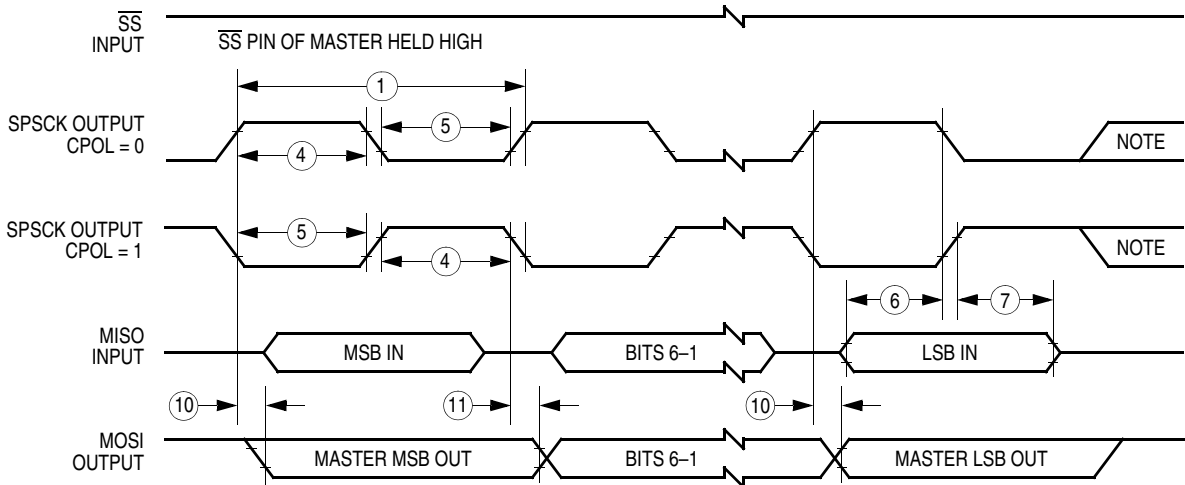 SS
INPUT
SS PIN OF MASTER HELD HIGH
1
SPSCK OUTPUT
CPOL = 0
5
4
NOTE
SPSCK OUTPUT
CPOL = 1
5
4
NOTE
6
7
MISO
INPUT
MSB IN
BITS 6–1
LSB IN
10
11
10
MOSI
OUTPUT
MASTER MSB OUT
BITS 6–1
MASTER LSB OUT